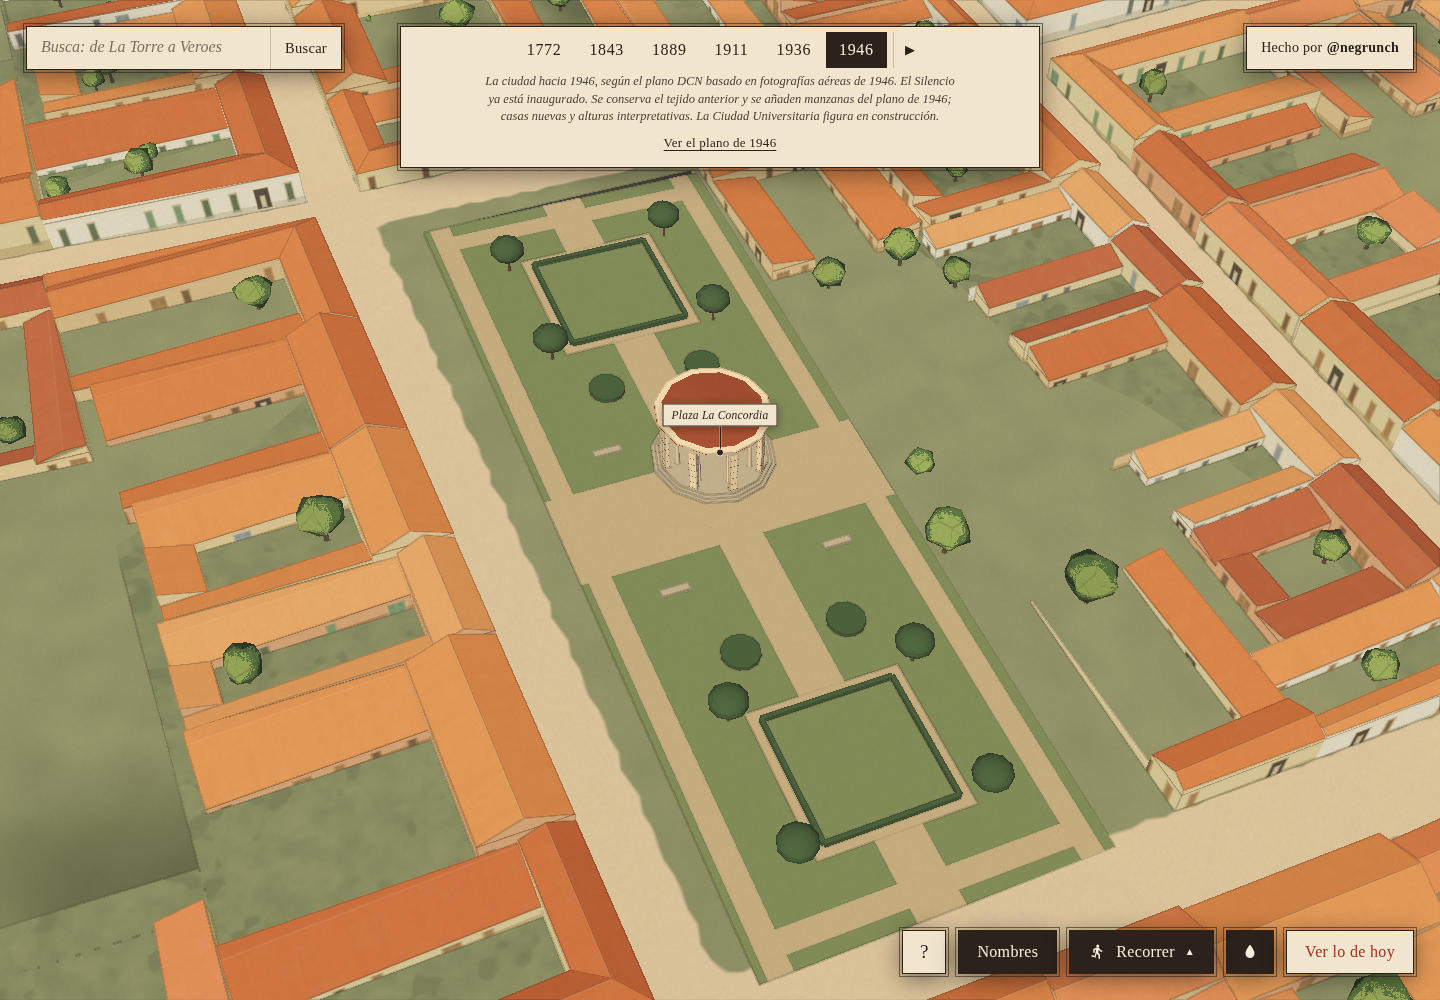 Busca: de La Torre a Veroes
Buscar
1772 1843 1889 1911 1936 1946
La ciudad hacia 1946, según el plano DCN basado en fotografías aéreas de 1946. El Silencio
ya está inaugurado. Se conserva el tejido anterior y se añaden manzanas del plano de 1946;
casas nuevas y alturas interpretativas. La Ciudad Universitaria figura en construcción.
Ver el plano de 1946
Hecho por @negrunch
Plaza La Concordia
?
Nombres
Recorrer
Ver lo de hoy